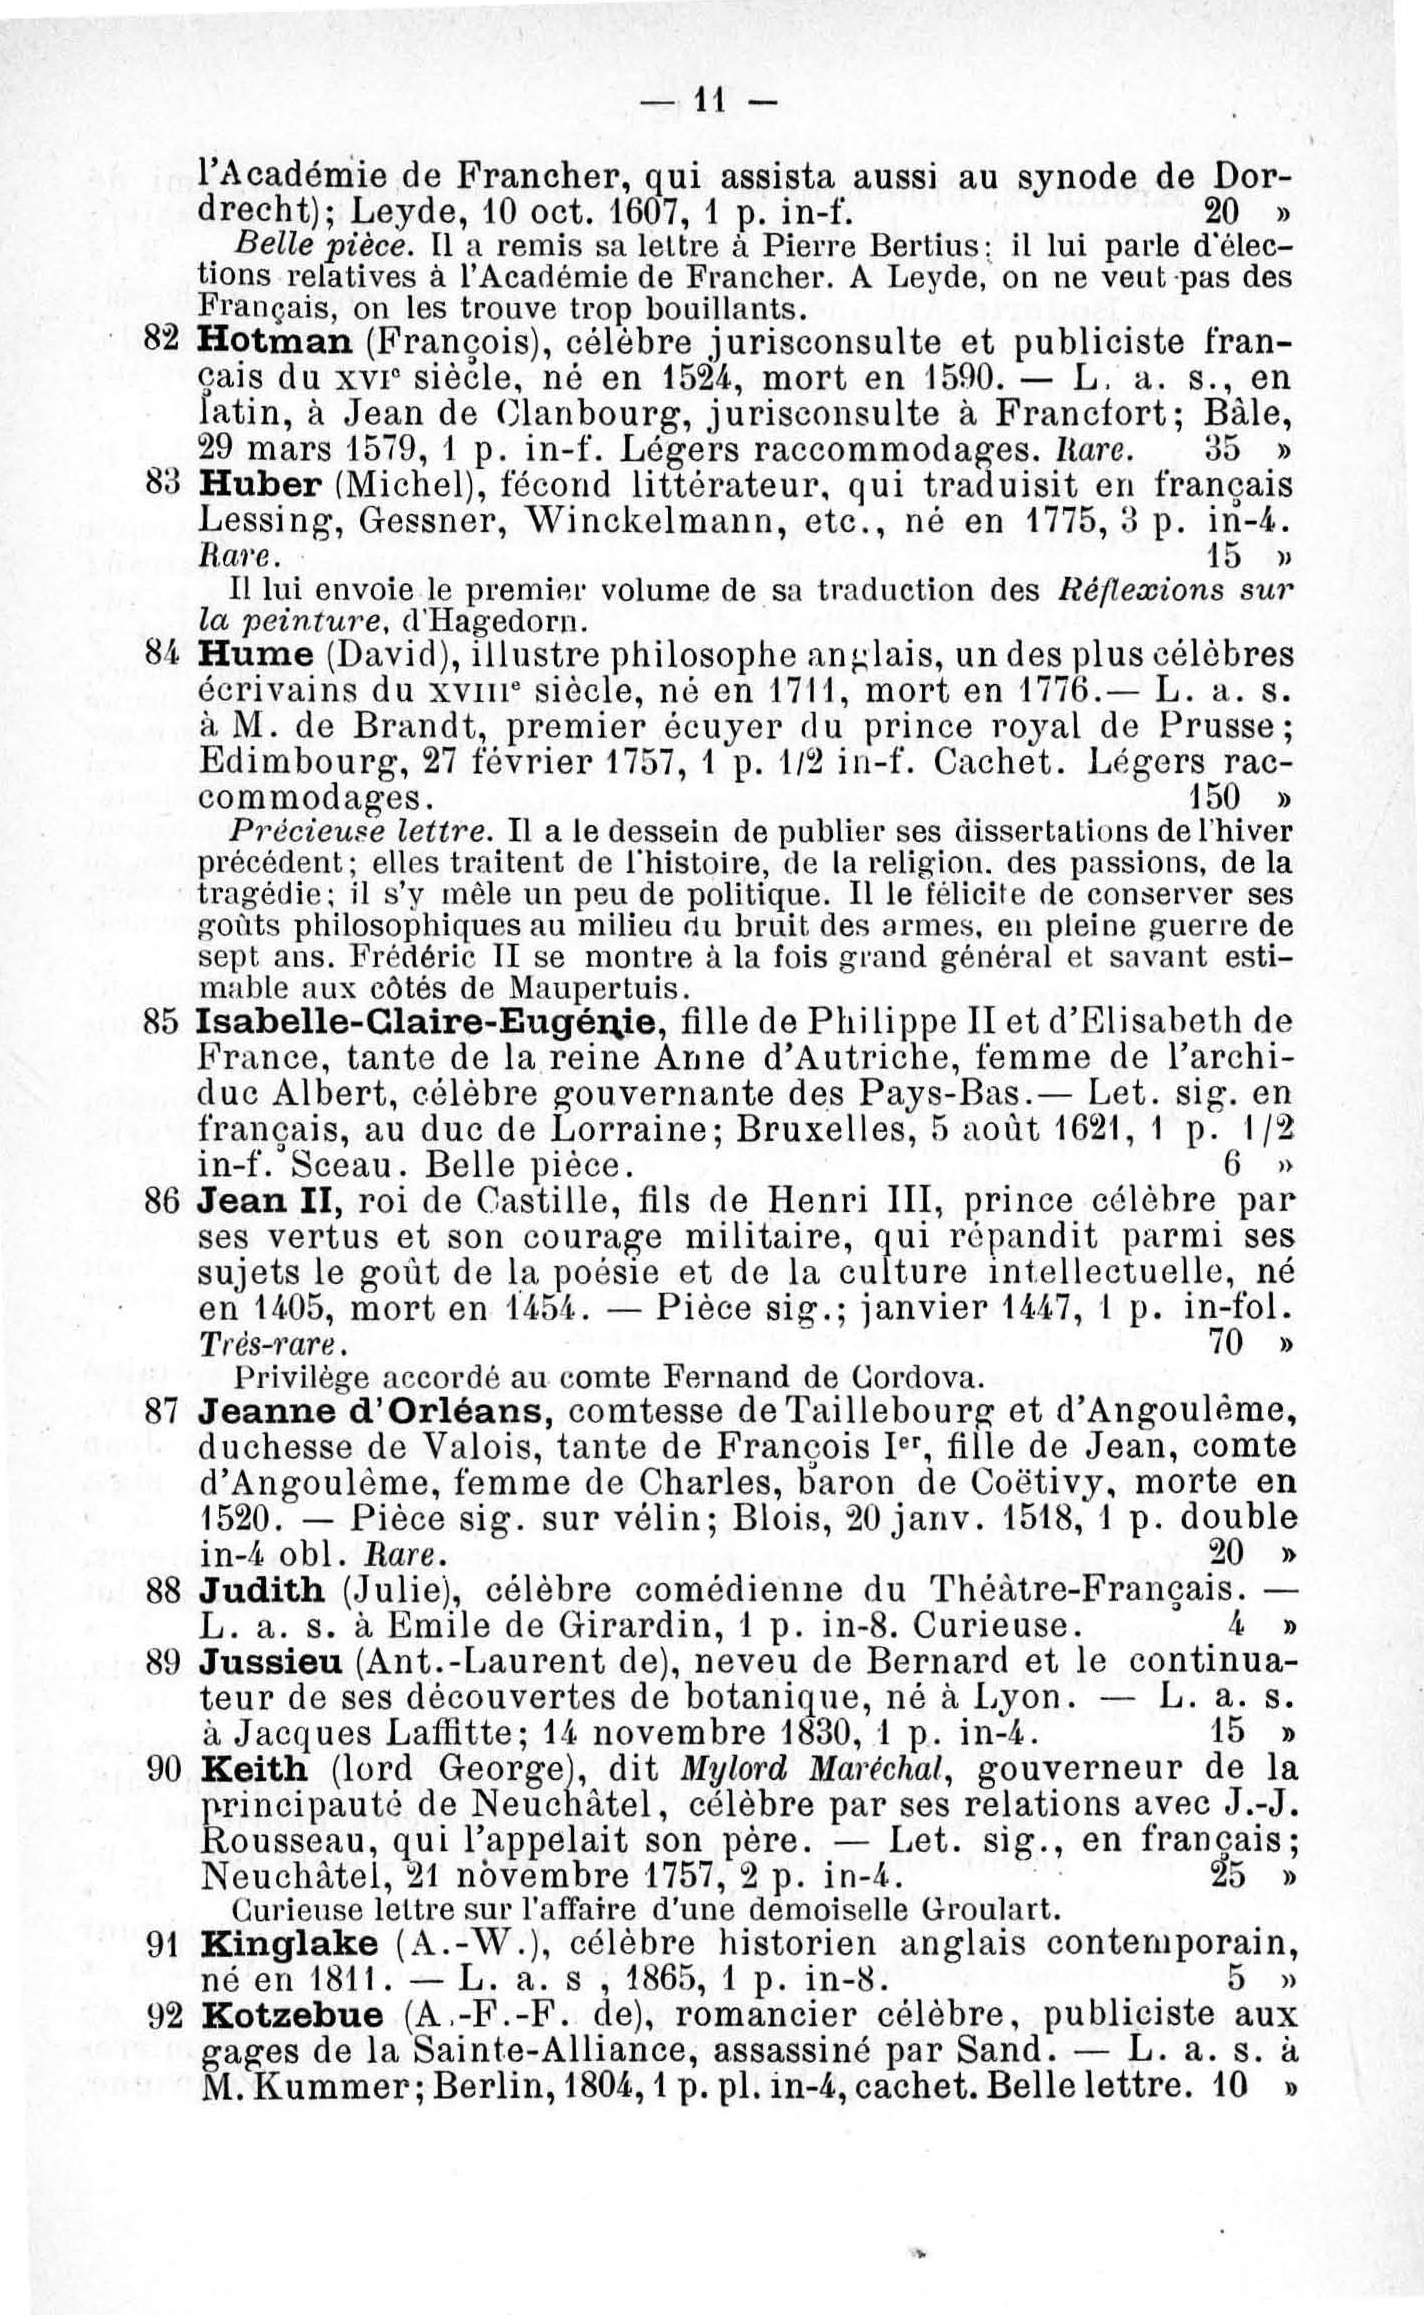 — 11 —
l'Académie de Francher, qui assista aussi au synode de Dor-
drecht); Leyde, 10 oct. 1607, 1 p. in-f. 20 »
Belle pièce. Il a remis sa lettre à Pierre Bertius; il lui parle d'élec-
tions relatives à l'Académie de Francher. A Leyde, on ne veut pas des
Français, on les trouve trop bouillants.
82 Hotman (François), célèbre jurisconsulte et publiciste fran-
çais du XVIe siècle, né en 1524, mort en 1590. — L. a. s., en
latin, à Jean de Clanbourg, jurisconsulte à Francfort; Bâle,
29 mars 1579, 1 p. in-f. Légers raccommodages. Rare. 35 »
83 Huber (Michel), fécond littérateur, qui traduisit en français
Lessing, Gessner, Winckelmann, etc., né en 1775, 3 p. in-4.
Rare. 15 »
Il lui envoie le premier volume de sa traduction des Réflexions sur
la peinture, d'Hagedorn.
84 Hume (David), illustre philosophe anglais, un des plus célèbres
écrivains du XVIIIe siècle, né en 1711, mort en 1776.— L. a. s.
à M. de Brandt, premier écuyer du prince royal de Prusse;
Edimbourg, 27 février 1757, 1 p. 1/2 in-f. Cachet. Légers rac-
commodages. 150 »
Précieuse lettre. Il a le dessein de publier ses dissertations de l'hiver
précédent; elles traitent de l'histoire, de la religion. des passions, de la
tragédie; il s'y mêle un peu de politique. Il le félicite de conserver ses
goûts philosophiques au milieu du bruit des armes, en pleine guerre de
sept ans. Frédéric II se montre à la fois grand général et savant esti-
mable aux côtés de Maupertuis.
85 Isabelle-Claire-Eugénie, fille de Philippe II et d'Elisabeth de
France, tante de la reine Anne d'Autriche, femme de l'archi-
duc Albert, célèbre gouvernante des Pays-Bas.— Let. sig. en
français, au duc de Lorraine; Bruxelles, 5 août 1621, 1 p. 1/2
in-f. Sceau. Belle pièce. 6 »
86 Jean II, roi de Castille, fils de Henri III, prince célèbre par
ses vertus et son courage militaire, qui répandit parmi ses
sujets le goût de la poésie et de la culture intellectuelle, né
en 1405, mort en 1454. — Pièce sig.; janvier 1447, 1 p. in-fol.
Très-rare. 70 »
Privilège accordé au comte Fernand de Cordova.
87 Jeanne d'Orléans, comtesse de Taillebourg et d'Angoulême,
duchesse de Valois, tante de François Ier, fille de Jean, comte
d'Angoulême, femme de Charles, baron de Coëtivy, morte en
1520. — Pièce sig. sur vélin; Blois, 20 janv. 1518, 1 p. double
in-4 obl. Rare. 20 »
88 Judith (Julie), célèbre comédienne du Théâtre-Français. —
L. a. s. à Emile de Girardin, 1 p. in-8. Curieuse. 4 »
89 Jussieu (Ant.-Laurent de), neveu de Bernard et le continua-
teur de ses découvertes de botanique, né à Lyon. — L. a. s.
à Jacques Laffitte; 14 novembre 1830, 1 p. in-4. 15 »
90 Keith (lord George), dit Mylord Maréchal, gouverneur de la
principauté de Neuchâtel, célèbre par ses relations avec J.-J.
Rousseau, qui l'appelait son père. — Let. sig., en français;
Neuchâtel, 21 novembre 1757, 2 p. in-4. 25 »
Curieuse lettre sur l'affaire d'une demoiselle Groulart.
91 Kinglake (A.-W.), célèbre historien anglais contemporain,
né en 1811. — L. a. s , 1865, 1 p. in-8. 5 »
92 Kotzebue (A.-F.-F. de), romancier célèbre, publiciste aux
gages de la Sainte-Alliance, assassiné par Sand. — L. a. s. à
M. Kummer; Berlin, 1804, 1 p. pl. in-4, cachet. Belle lettre. 10 »